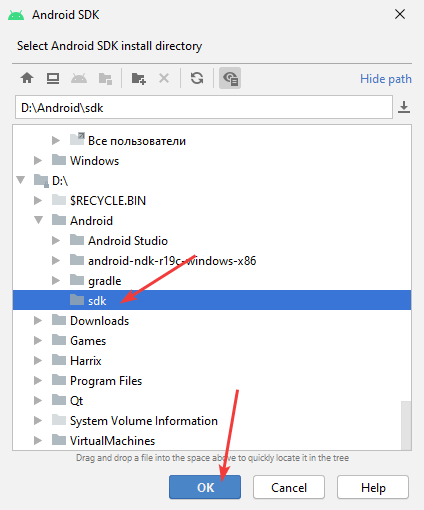 Android SDK
Select Android SDK install directory
Hide path
D:\Android\sdk
Все пользователи
Windows
D:\
$RECYCLE.BIN
Android
Android Studio
android-ndk-r19c-windows-x86
gradle
sdk
Downloads
Games
Harrix
Program Files
Qt
System Volume Information
VirtualMachines
Drag and drop a file into the space above to quickly locate it in the tree
OK
Cancel
Help